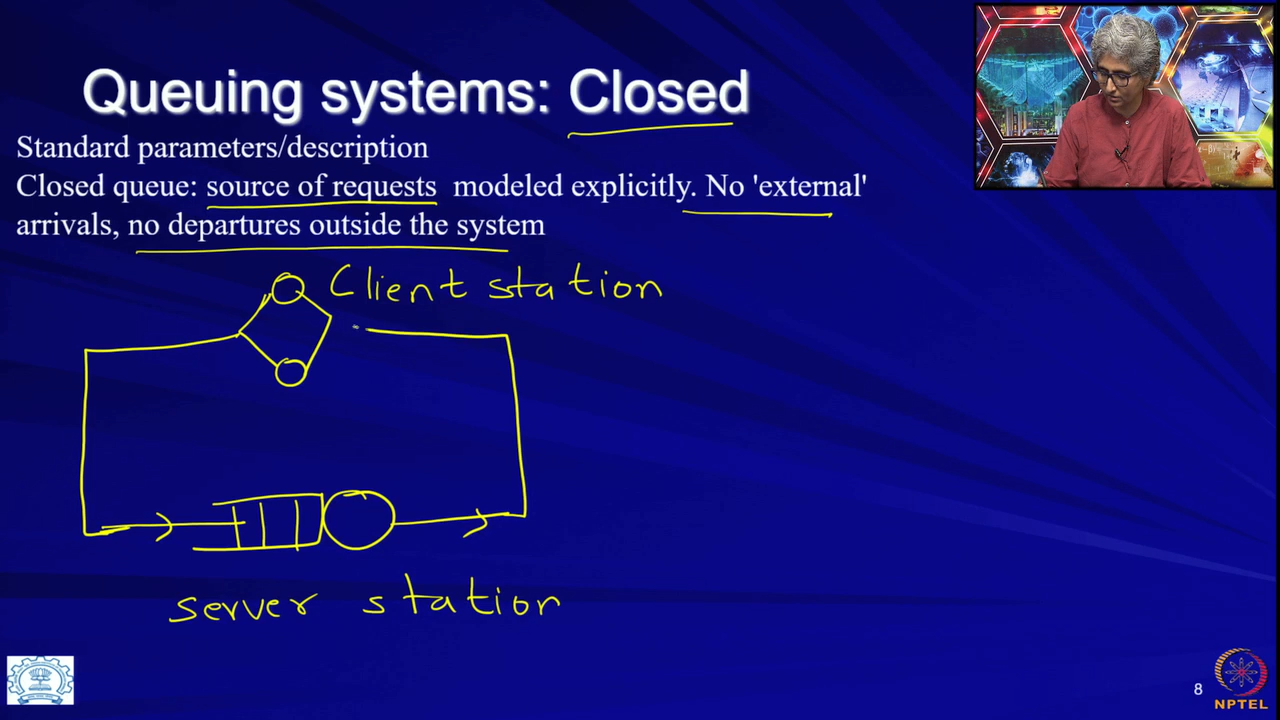 Queuing systems: Closed
Standard parameters/description
Closed queue: source of requests modeled explicitly. No 'external'
arrivals, no departures outside the system
Client station
server station
8
NPTEL